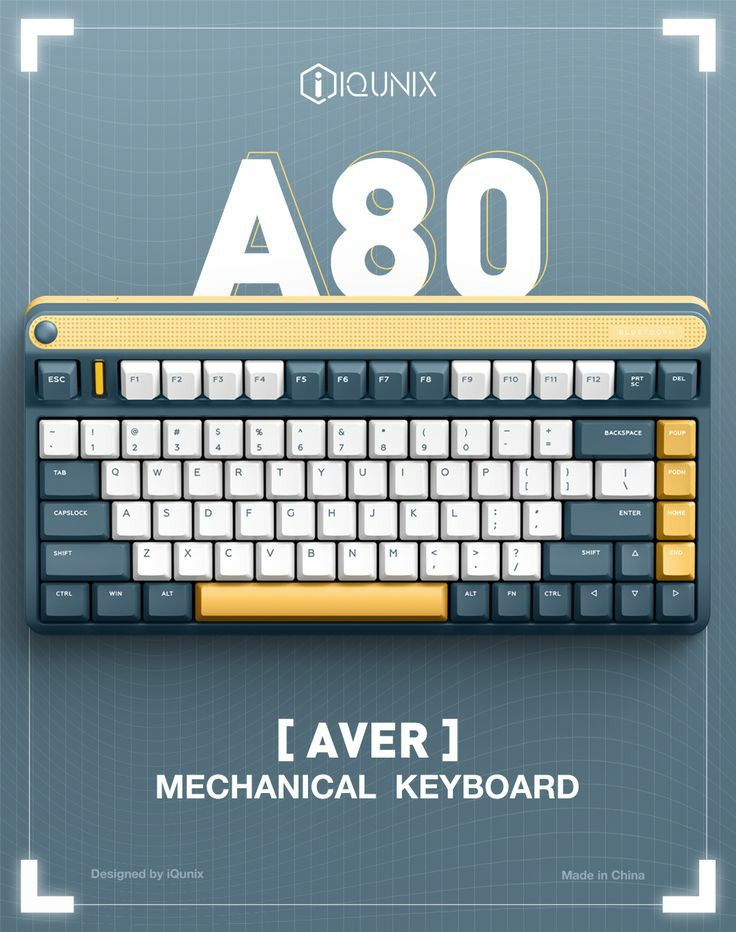 IQUNIX
A80
BLUETOOTH
ESC F1 F2 F3 F4 F5 F6 F7 F8 F9 F10 F11 F12 PRT SC DEL
~ ` ! 1 @ 2 # 3 $ 4 % 5 ^ 6 & 7 * 8 ( 9 ) 0 - - + = BACKSPACE PGUP
TAB Q W E R T Y U I O P { [ } ] | \ PGDN
CAPSLOCK A S D F G H J K L : ; " ' ENTER HOME
SHIFT Z X C V B N M < , > . ? / SHIFT △ END
CTRL WIN ALT ALT FN CTRL ◁ ▽ ▷
[ AVER ]
MECHANICAL KEYBOARD
Designed by iQunix
Made in China